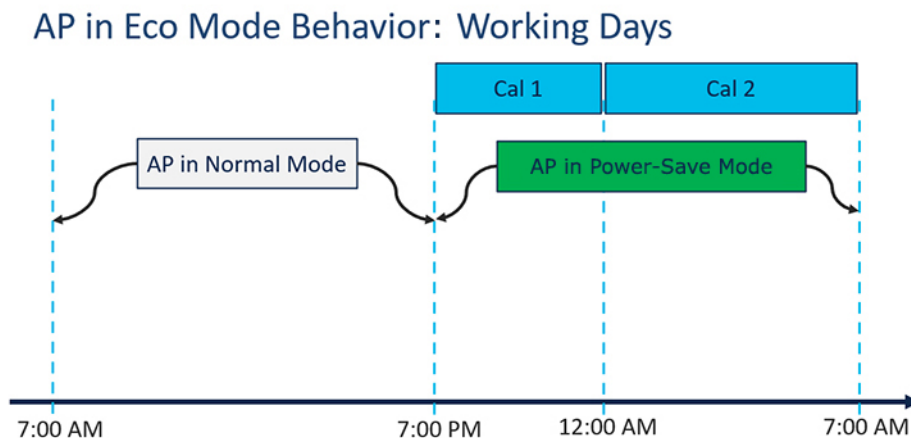 AP in Eco Mode Behavior: Working Days
Cal 1
Cal 2
AP in Normal Mode
AP in Power-Save Mode
7:00 AM
7:00 PM
12:00 AM
7:00 AM